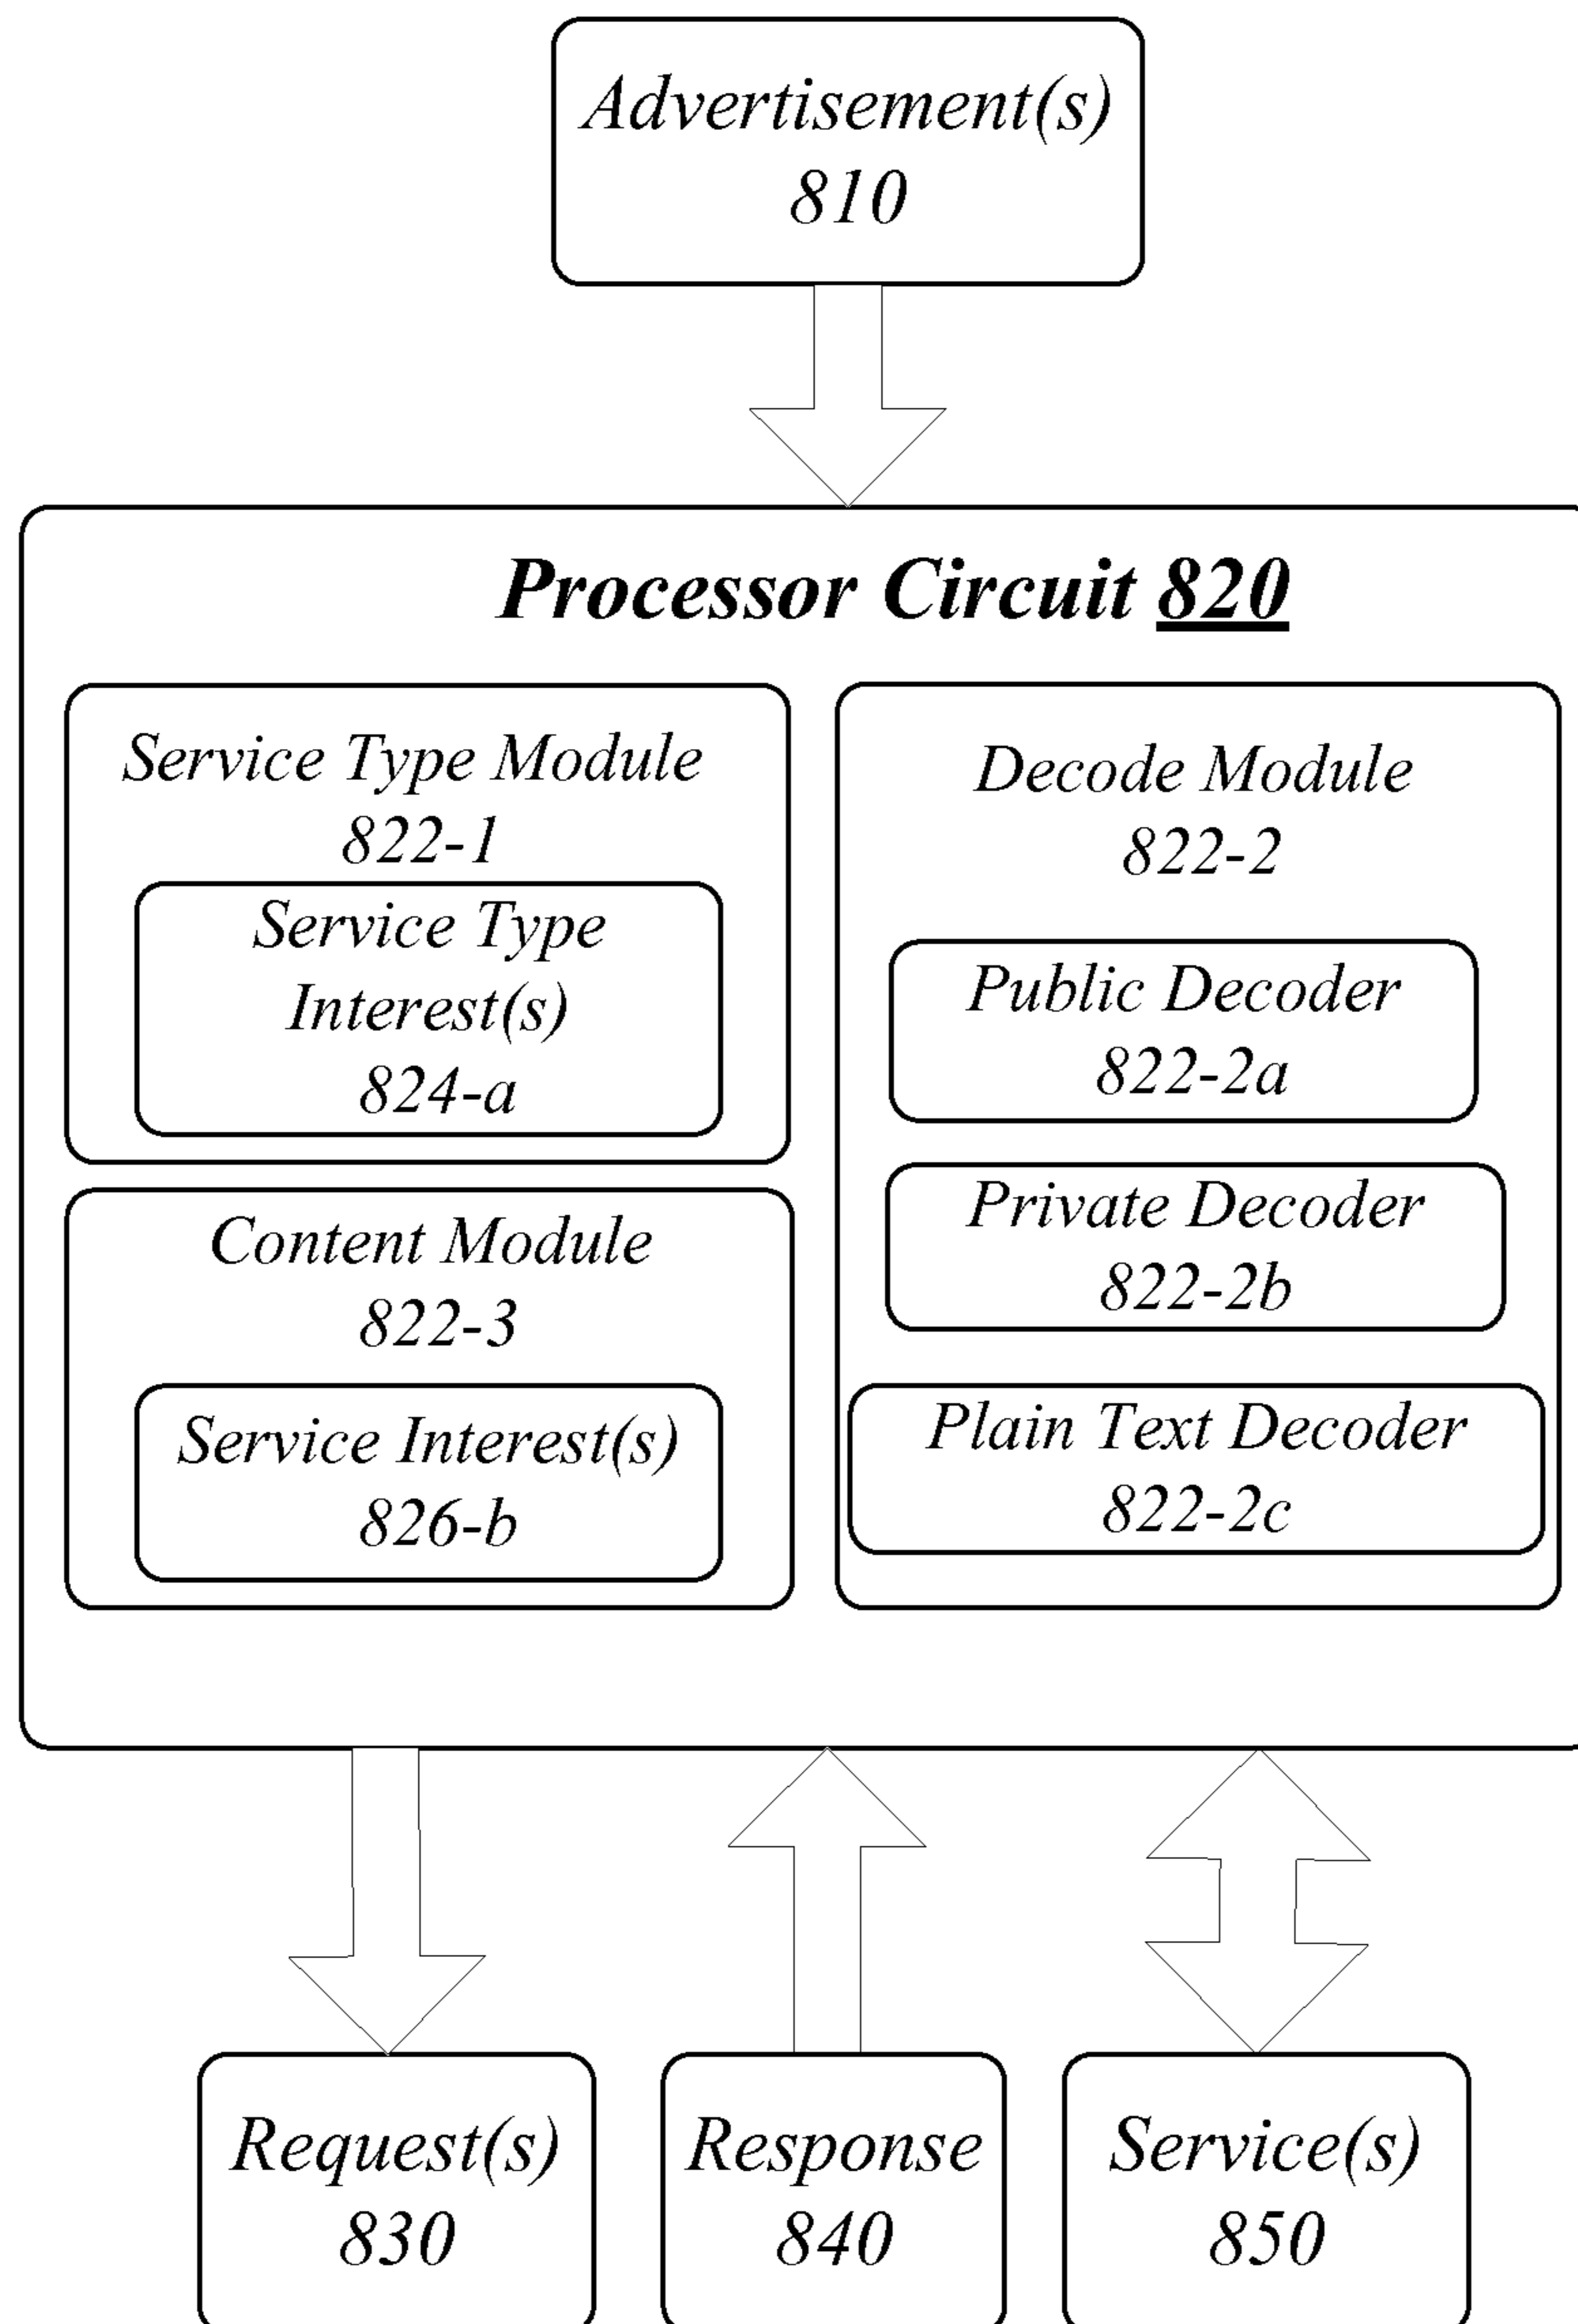 Advertisement(s)
810
Processor Circuit 820
Service Type Module
822-1
Service Type
Interest(s)
824-a
Content Module
822-3
Service Interest(s)
826-b
Decode Module
822-2
Public Decoder
822-2a
Private Decoder
822-2b
Plain Text Decoder
822-2c
Request(s)
830
Response
840
Service(s)
850